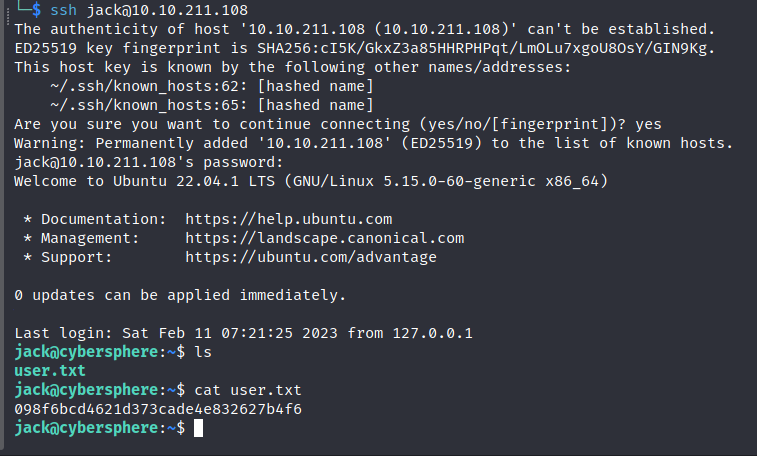 └─$ ssh jack@10.10.211.108
The authenticity of host '10.10.211.108 (10.10.211.108)' can't be established.
ED25519 key fingerprint is SHA256:cI5K/GkxZ3a85HHRPHPqt/LmOLu7xgoU8OsY/GIN9Kg.
This host key is known by the following other names/addresses:
    ~/.ssh/known_hosts:62: [hashed name]
    ~/.ssh/known_hosts:65: [hashed name]
Are you sure you want to continue connecting (yes/no/[fingerprint])? yes
Warning: Permanently added '10.10.211.108' (ED25519) to the list of known hosts.
jack@10.10.211.108's password:
Welcome to Ubuntu 22.04.1 LTS (GNU/Linux 5.15.0-60-generic x86_64)

 * Documentation:  https://help.ubuntu.com
 * Management:     https://landscape.canonical.com
 * Support:        https://ubuntu.com/advantage

0 updates can be applied immediately.

Last login: Sat Feb 11 07:21:25 2023 from 127.0.0.1
jack@cybersphere:~$ ls
user.txt
jack@cybersphere:~$ cat user.txt
098f6bcd4621d373cade4e832627b4f6
jack@cybersphere:~$